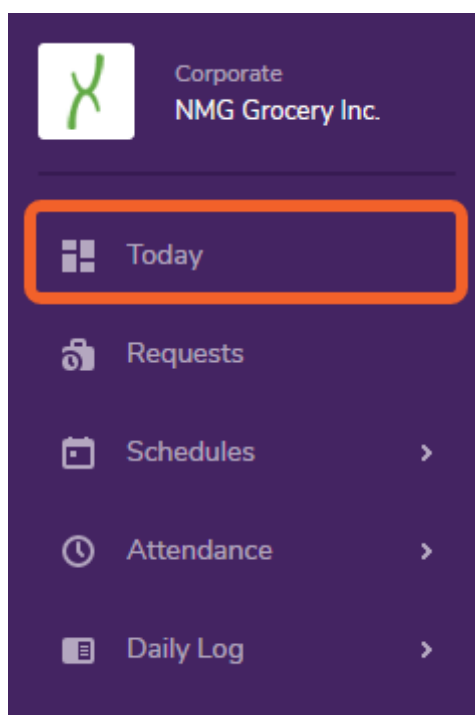 Corporate
NMG Grocery Inc.
Today
Requests
Schedules
Attendance
Daily Log